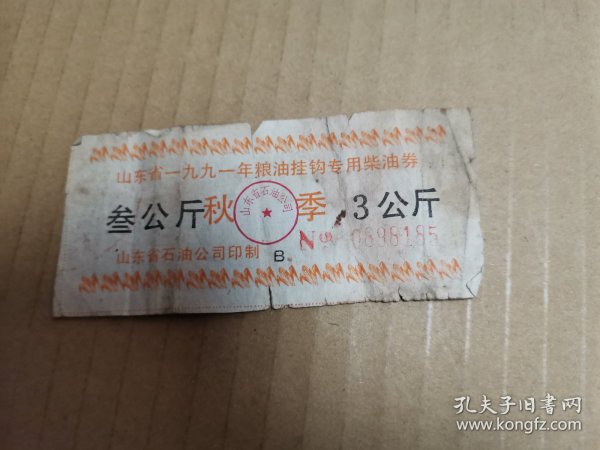 山东省一九九一年粮油挂钩专用柴油券
叁公斤 秋 季 3公斤
山东省石油公司
№ 0898185
山东省石油公司印制 B
孔夫子旧书网
www.kongfz.com